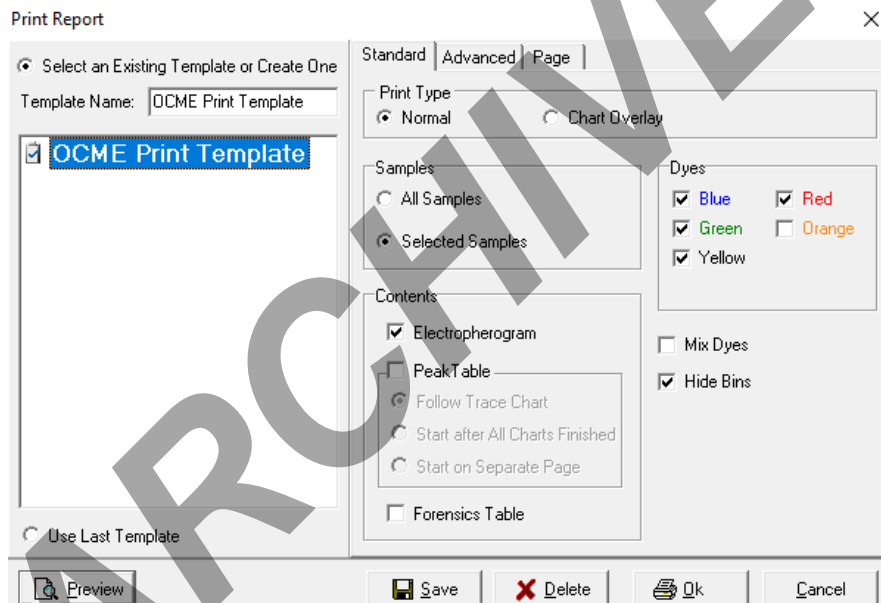 Print Report
Select an Existing Template or Create One
Template Name: OCME Print Template
OCME Print Template
Use Last Template
Standard Advanced Page
Print Type
Normal Chart Overlay
Samples
All Samples
Selected Samples
Dyes
Blue Red
Green Orange
Yellow
Contents
Electropherogram
PeakTable
Follow Trace Chart
Start after All Charts Finished
Start on Separate Page
Forensics Table
Mix Dyes
Hide Bins
Preview Save Delete Ok Cancel
ARCHIVE